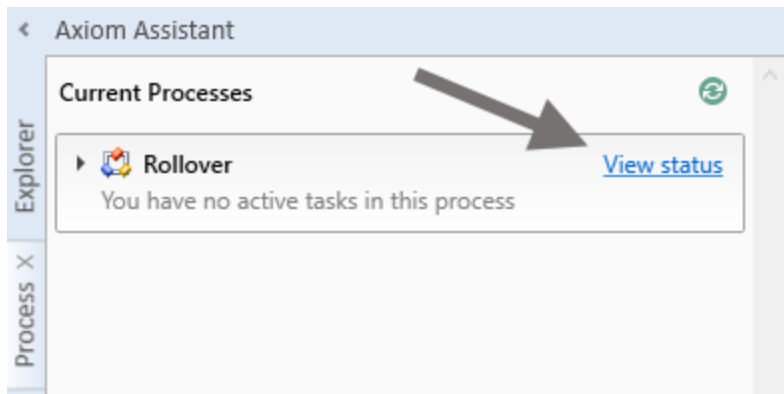 Axiom Assistant
Explorer
Process
Current Processes
Rollover
View status
You have no active tasks in this process